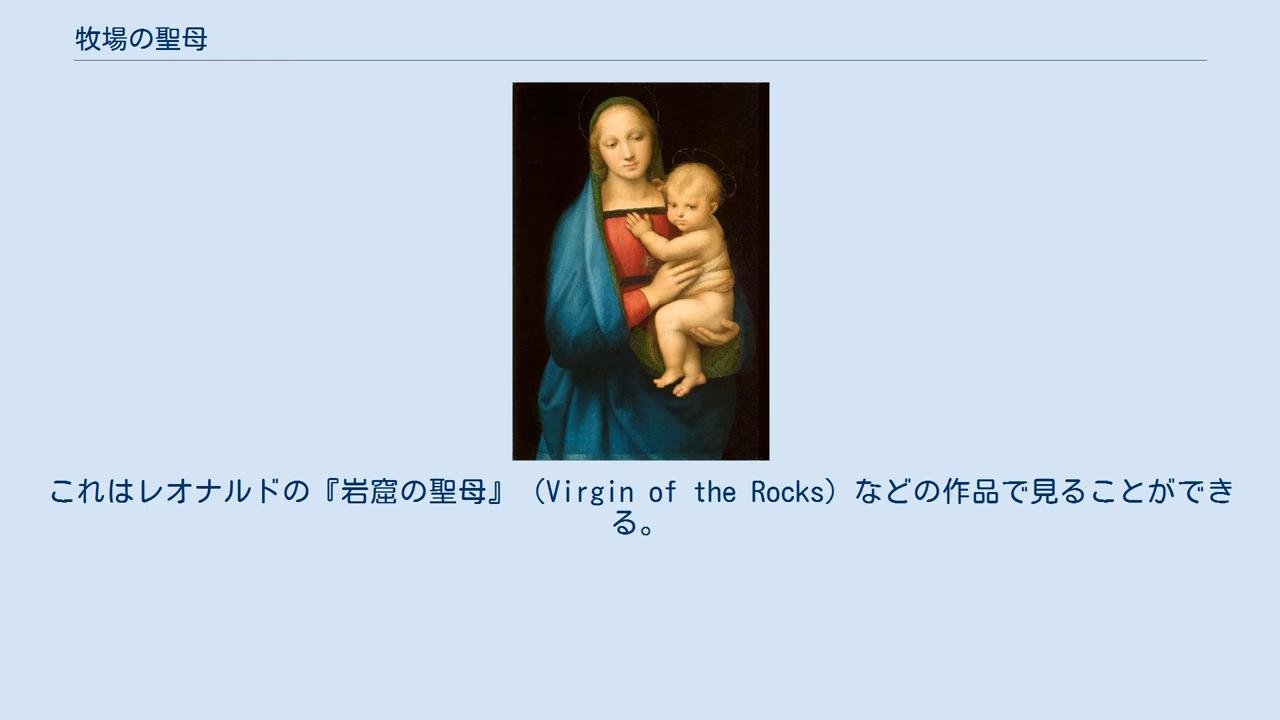 牧場の聖母
これはレオナルドの『岩窟の聖母』（Virgin of the Rocks）などの作品で見ることができ
る。